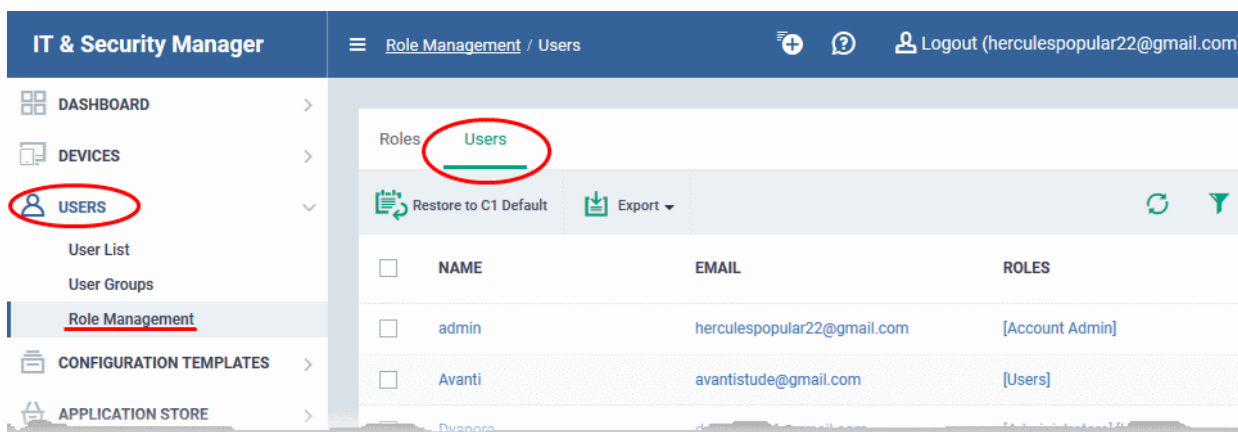 IT & Security Manager
Role Management / Users
Logout (herculespopular22@gmail.com)
DASHBOARD
DEVICES
USERS
User List
User Groups
Role Management
CONFIGURATION TEMPLATES
APPLICATION STORE
Roles
Users
Restore to C1 Default
Export
NAME EMAIL ROLES
admin herculespopular22@gmail.com [Account Admin]
Avanti avantistude@gmail.com [Users]